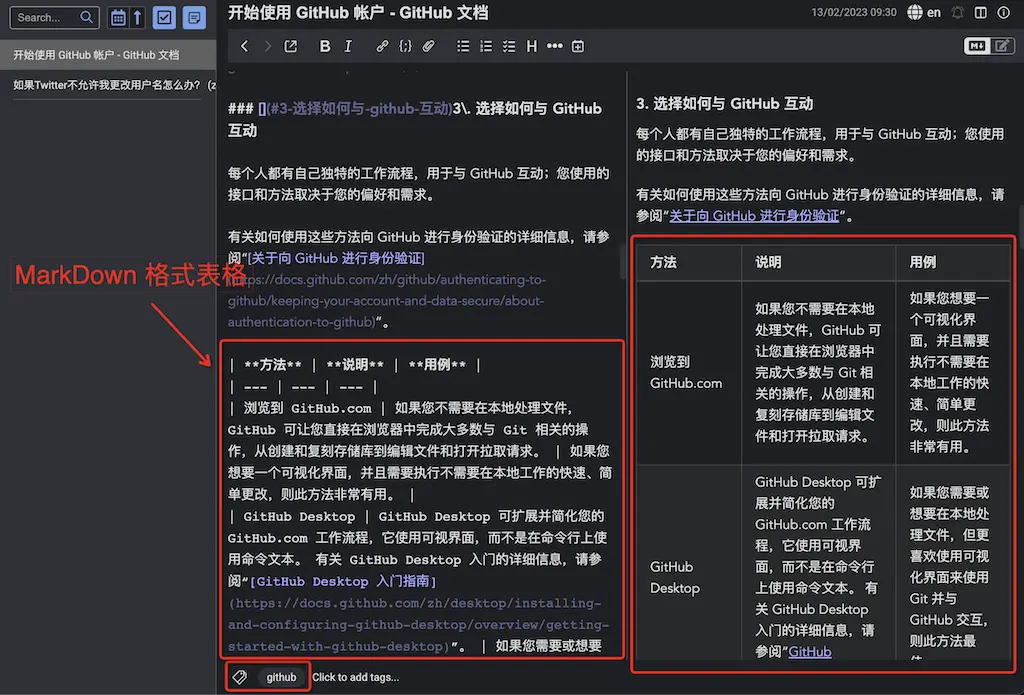 Search...
开始使用 GitHub 帐户 - GitHub 文档
如果Twitter不允许我更改用户名怎么办? (z
开始使用 GitHub 帐户 - GitHub 文档
13/02/2023 09:30
en
B I
H
M↓
### [](#3-选择如何与-github-互动)3\. 选择如何与 GitHub
互动
每个人都有自己独特的工作流程，用于与 GitHub 互动；您使用的
接口和方法取决于您的偏好和需求。
有关如何使用这些方法向 GitHub 进行身份验证的详细信息，请参
阅“[关于向 GitHub 进行身份验证]
ttps://docs.github.com/zh/github/authenticating-to-
github/keeping-your-account-and-data-secure/about-
authentication-to-github)”。
MarkDown 格式表格
| **方法** | **说明** | **用例** |
| --- | --- | --- |
| 浏览到 GitHub.com | 如果您不需要在本地处理文件，
GitHub 可让您直接在浏览器中完成大多数与 Git 相关的操
作，从创建和复刻存储库到编辑文件和打开拉取请求。 | 如果您
想要一个可视化界面，并且需要执行不需要在本地工作的快速、简
单更改，则此方法非常有用。 |
| GitHub Desktop | GitHub Desktop 可扩展并简化您的
GitHub.com 工作流程，它使用可视界面，而不是在命令行上使
用命令文本。 有关 GitHub Desktop 入门的详细信息，请参
阅“[GitHub Desktop 入门指南]
(https://docs.github.com/zh/desktop/installing-
and-configuring-github-desktop/overview/getting-
started-with-github-desktop)”。 | 如果您需要或想要
github
Click to add tags...
3. 选择如何与 GitHub 互动
每个人都有自己独特的工作流程，用于与 GitHub 互动；您使用
的接口和方法取决于您的偏好和需求。
有关如何使用这些方法向 GitHub 进行身份验证的详细信息，请
参阅“关于向 GitHub 进行身份验证”。
方法
说明
用例
浏览到
GitHub.com
如果您不需要在本地
处理文件，GitHub 可
让您直接在浏览器中
完成大多数与 Git 相
关的操作，从创建和
复刻存储库到编辑文
件和打开拉取请求。
如果您想要一
个可视化界
面，并且需要
执行不需要在
本地工作的快
速、简单更
改，则此方法
非常有用。
GitHub
Desktop
GitHub Desktop 可扩
展并简化您的
GitHub.com 工作流
程，它使用可视界
面，而不是在命令行
上使用命令文本。 有
关 GitHub Desktop
入门的详细信息，请
参阅“GitHub
如果您需要或
想要在本地处
理文件，但更
喜欢使用可视
化界面来使用
Git 并与
GitHub 交互，
则此方法最